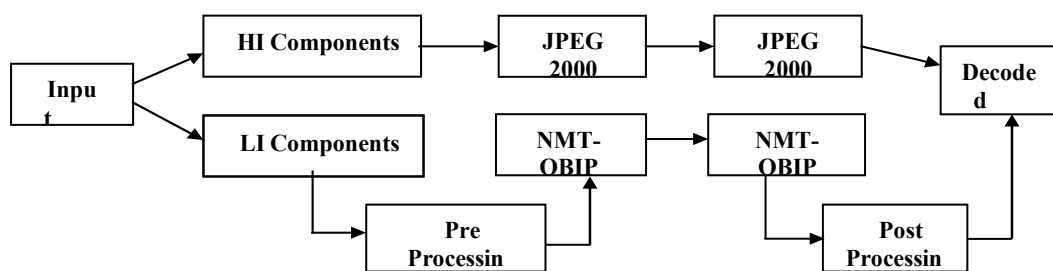 HI Components
JPEG
2000
JPEG
2000
Inpu
t
Decode
d
LI Components
NMT-
OBIP
NMT-
OBIP
Pre
Processin
Post
Processin